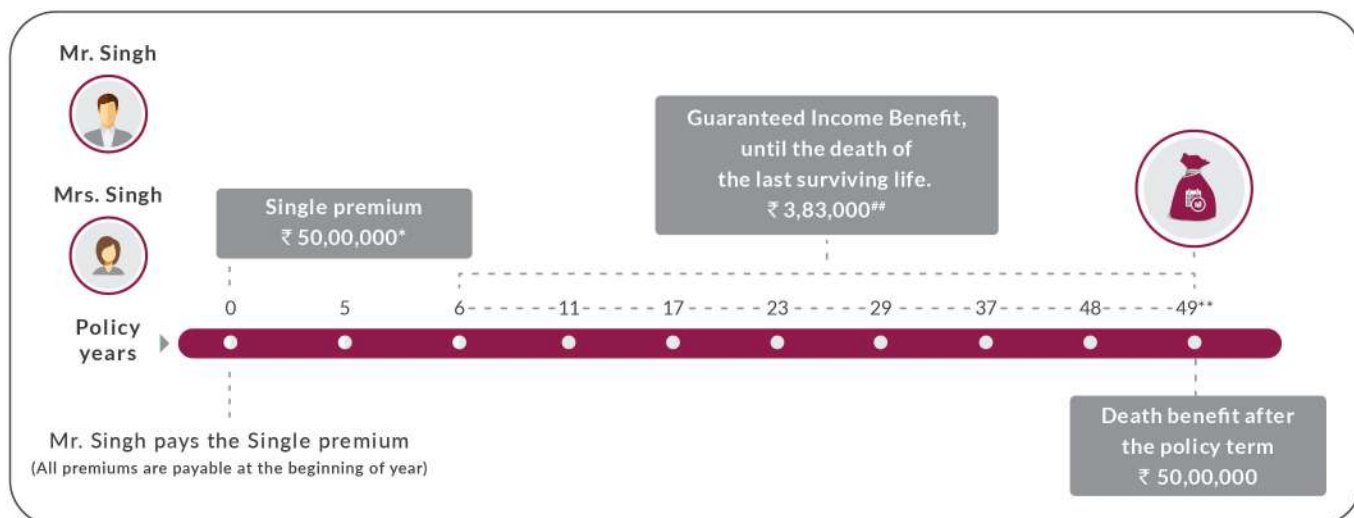 Mr. Singh
Mrs. Singh
Single premium
₹ 50,00,000*
Guaranteed Income Benefit,
until the death of
the last surviving life.
₹ 3,83,000##
0 5 6 11 17 23 29 37 48 49**
Policy
years
Mr. Singh pays the Single premium
(All premiums are payable at the beginning of year)
Death benefit after
the policy term
₹ 50,00,000